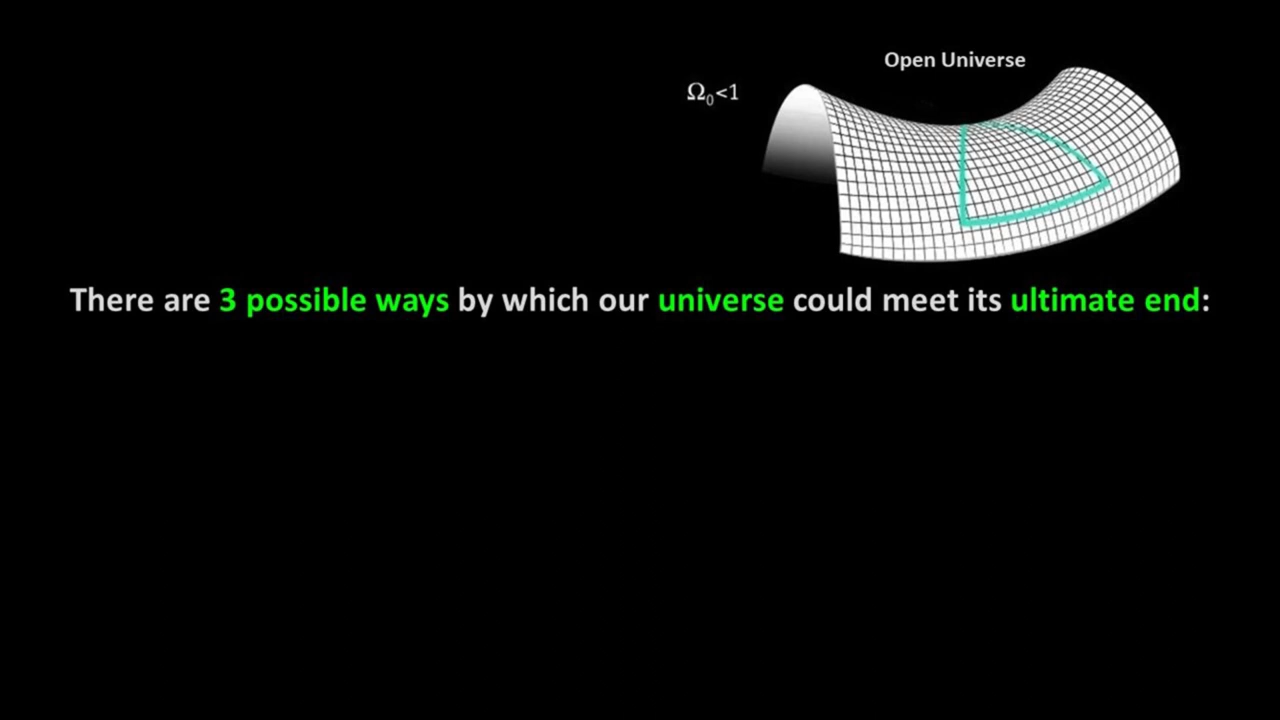 Open Universe
Ω₀<1
There are 3 possible ways by which our universe could meet its ultimate end: